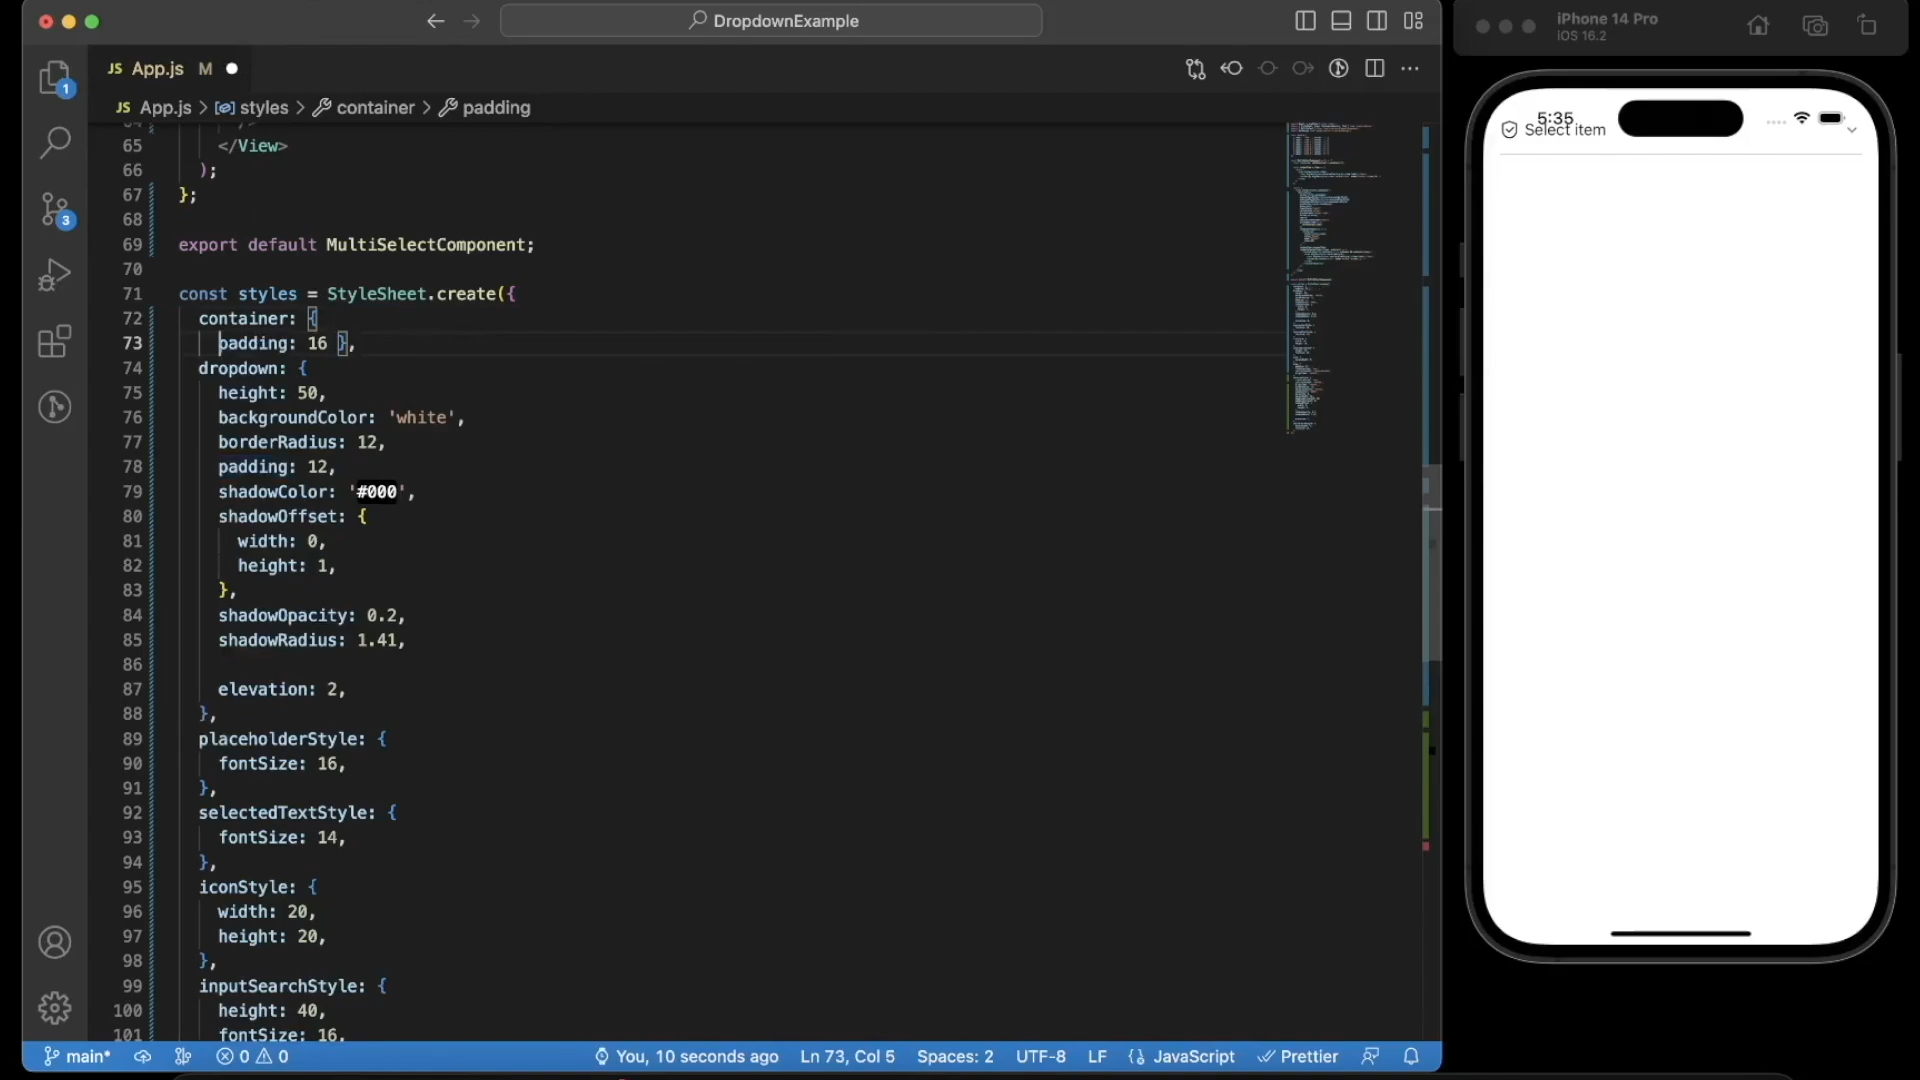 DropdownExample
iPhone 14 Pro
iOS 16.2
JS App.js M
JS App.js > styles > container > padding
65 </View>
66 );
67 };
68
69 export default MultiSelectComponent;
70
71 const styles = StyleSheet.create({
72 container: {
73 padding: 16 },
74 dropdown: {
75 height: 50,
76 backgroundColor: 'white',
77 borderRadius: 12,
78 padding: 12,
79 shadowColor: '#000',
80 shadowOffset: {
81 width: 0,
82 height: 1,
83 },
84 shadowOpacity: 0.2,
85 shadowRadius: 1.41,
86
87 elevation: 2,
88 },
89 placeholderStyle: {
90 fontSize: 16,
91 },
92 selectedTextStyle: {
93 fontSize: 14,
94 },
95 iconStyle: {
96 width: 20,
97 height: 20,
98 },
99 inputSearchStyle: {
100 height: 40,
101 fontSize: 16,
1
3
5:35
Select item
main* 0 0 You, 10 seconds ago Ln 73, Col 5 Spaces: 2 UTF-8 LF JavaScript Prettier